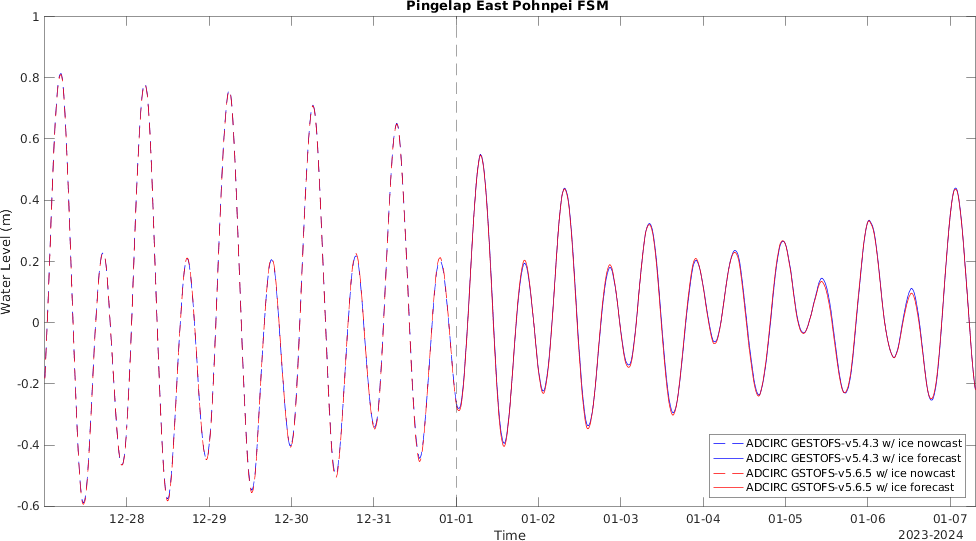 Pingelap East Pohnpei FSM
1
0.8
0.6
0.4
0.2
0
-0.2
-0.4
-0.6
Water Level (m)
ADCIRC GESTOFS-v5.4.3 w/ ice nowcast
ADCIRC GESTOFS-v5.4.3 w/ ice forecast
ADCIRC GSTOFS-v5.6.5 w/ ice nowcast
ADCIRC GSTOFS-v5.6.5 w/ ice forecast
12-28 12-29 12-30 12-31 01-01 01-02 01-03 01-04 01-05 01-06 01-07
Time
2023-2024